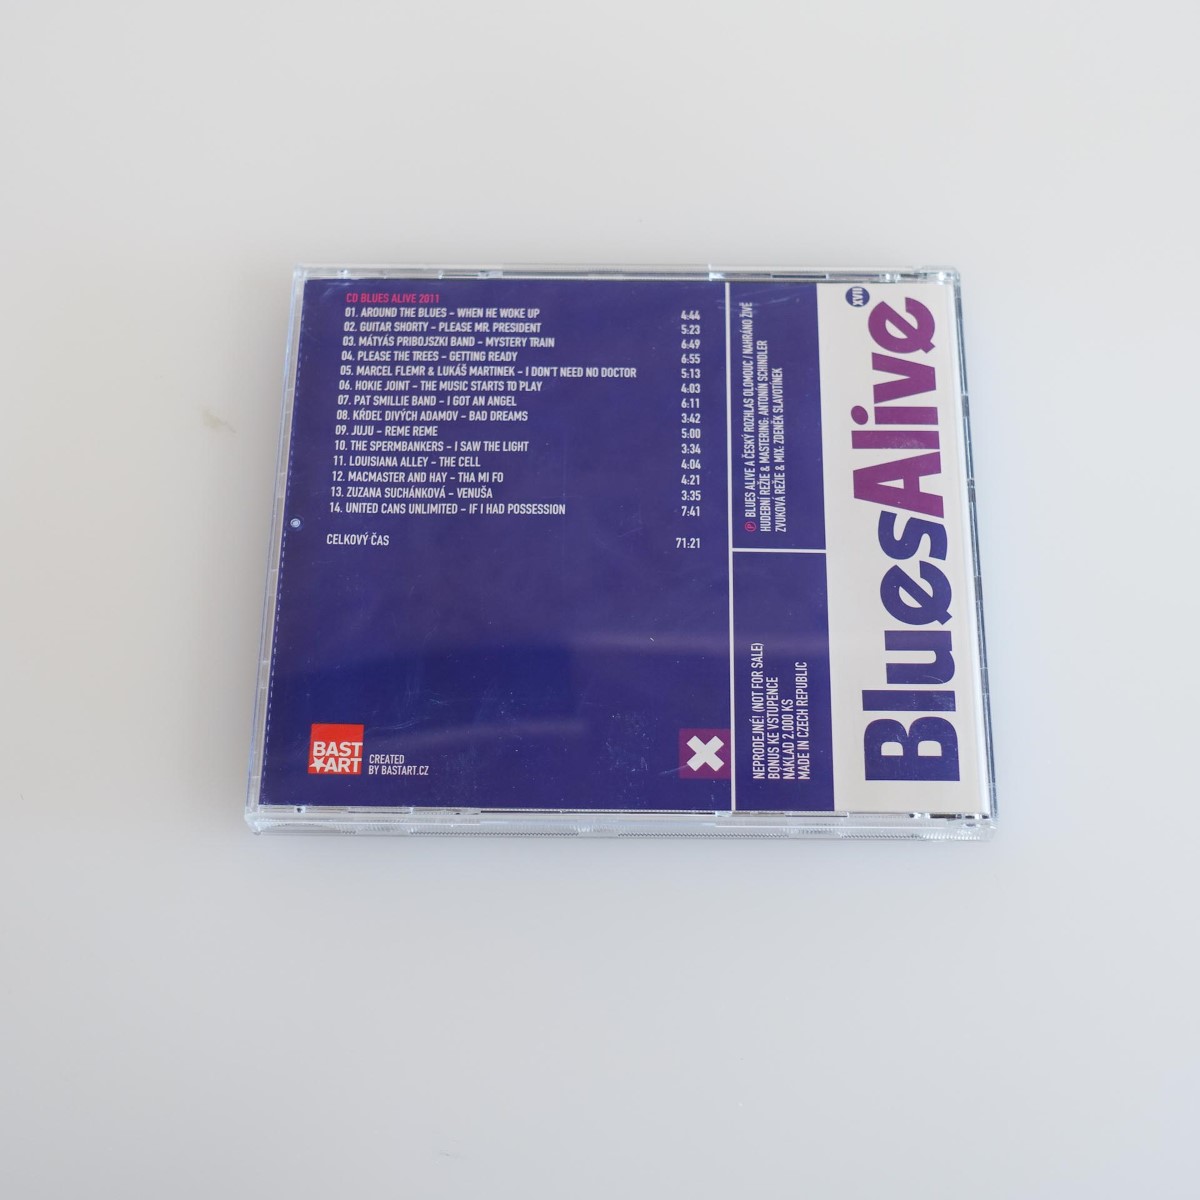 CD BLUES ALIVE 2011
01. AROUND THE BLUES – WHEN HE WOKE UP 4:44
02. GUITAR SHORTY – PLEASE MR. PRESIDENT 5:23
03. MÁTYÁS PRIBOJSZKI BAND – MYSTERY TRAIN 6:49
04. PLEASE THE TREES – GETTING READY 6:55
05. MARCEL FLEMR & LUKÁŠ MARTINEK – I DON'T NEED NO DOCTOR 5:13
06. HOKIE JOINT – THE MUSIC STARTS TO PLAY 4:03
07. PAT SMILLIE BAND – I GOT AN ANGEL 6:11
08. KŔDEĽ DIVÝCH ADAMOV – BAD DREAMS 3:42
09. JUJU – REME REME 5:00
10. THE SPERMBANKERS – I SAW THE LIGHT 3:34
11. LOUISIANA ALLEY – THE CELL 4:04
12. MACMASTER AND HAY – THA MI FO 4:21
13. ZUZANA SUCHÁNKOVÁ – VENUŠA 3:35
14. UNITED CANS UNLIMITED – IF I HAD POSSESSION 7:41
CELKOVÝ ČAS 71:21
BAST
ART
CREATED
BY BASTART.CZ
Ⓟ BLUES ALIVE A ČESKÝ ROZHLAS OLOMOUC / NAHRÁNO ŽIVĚ
HUDEBNÍ REŽIE & MASTERING: ANTONÍN SCHINDLER
ZVUKOVÁ REŽIE & MIX: ZDENĚK SLAVOTÍNEK
NEPRODEJNÉ! (NOT FOR SALE)
BONUS KE VSTUPENCE
NÁKLAD 2.000 KS
MADE IN CZECH REPUBLIC
BluesAlive
XVII